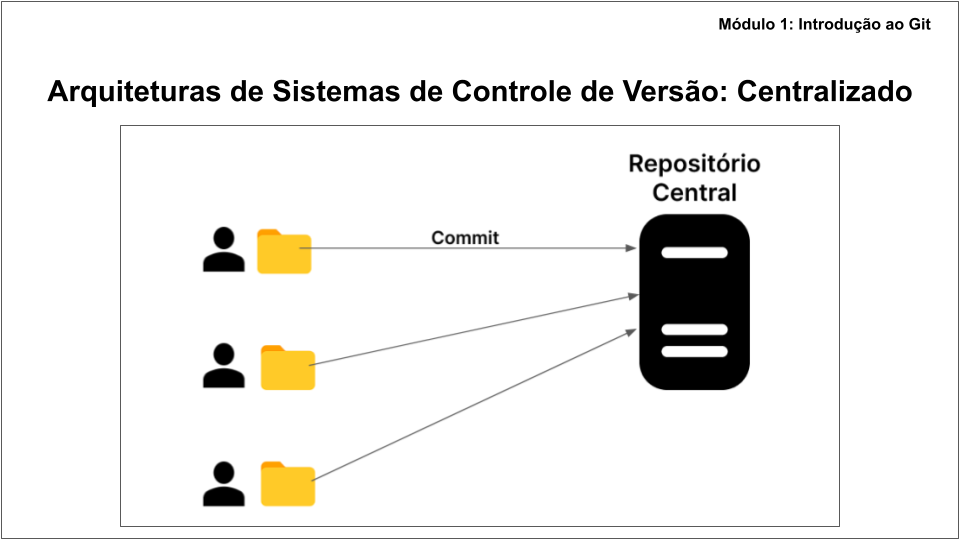 Módulo 1: Introdução ao Git
Arquiteturas de Sistemas de Controle de Versão: Centralizado
Repositório
Central
Commit